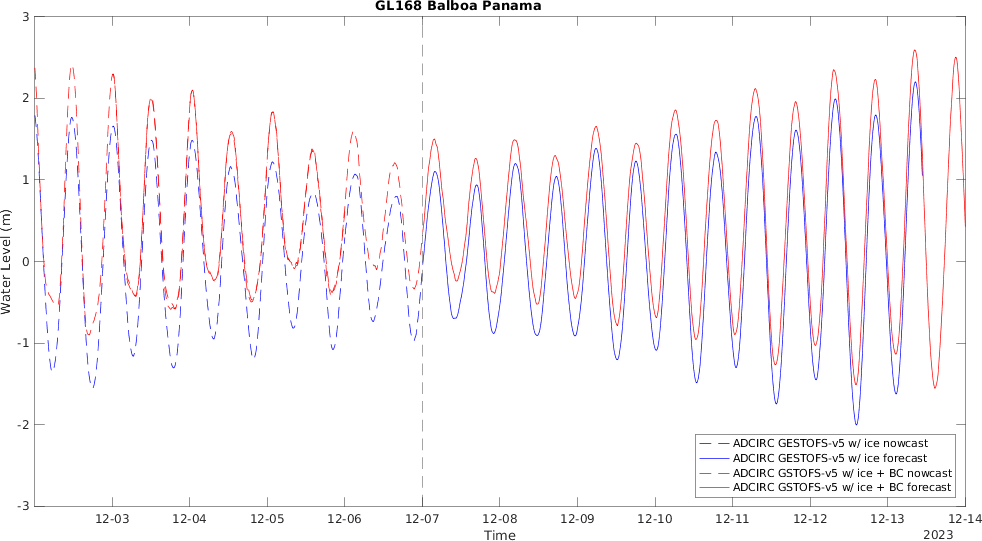 GL168 Balboa Panama
3
2
1
0
-1
-2
-3
Water Level (m)
ADCIRC GESTOFS-v5 w/ ice nowcast
ADCIRC GESTOFS-v5 w/ ice forecast
ADCIRC GSTOFS-v5 w/ ice + BC nowcast
ADCIRC GSTOFS-v5 w/ ice + BC forecast
12-03 12-04 12-05 12-06 12-07 12-08 12-09 12-10 12-11 12-12 12-13 12-14
Time
2023